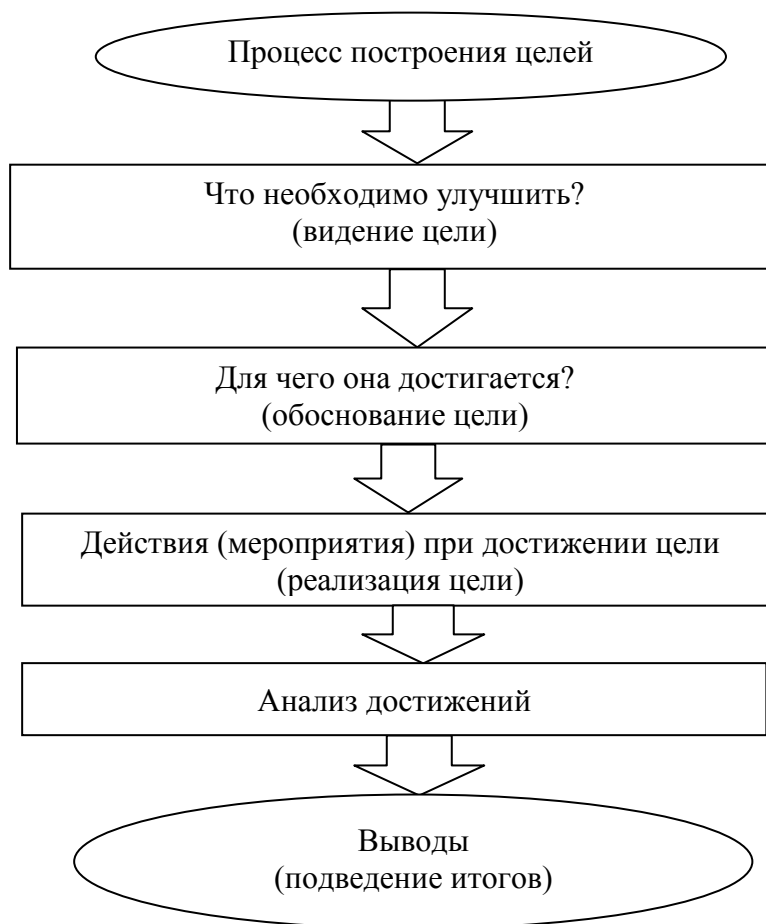 Процесс построения целей
Что необходимо улучшить?
(видение цели)
Для чего она достигается?
(обоснование цели)
Действия (мероприятия) при достижении цели
(реализация цели)
Анализ достижений
Выводы
(подведение итогов)